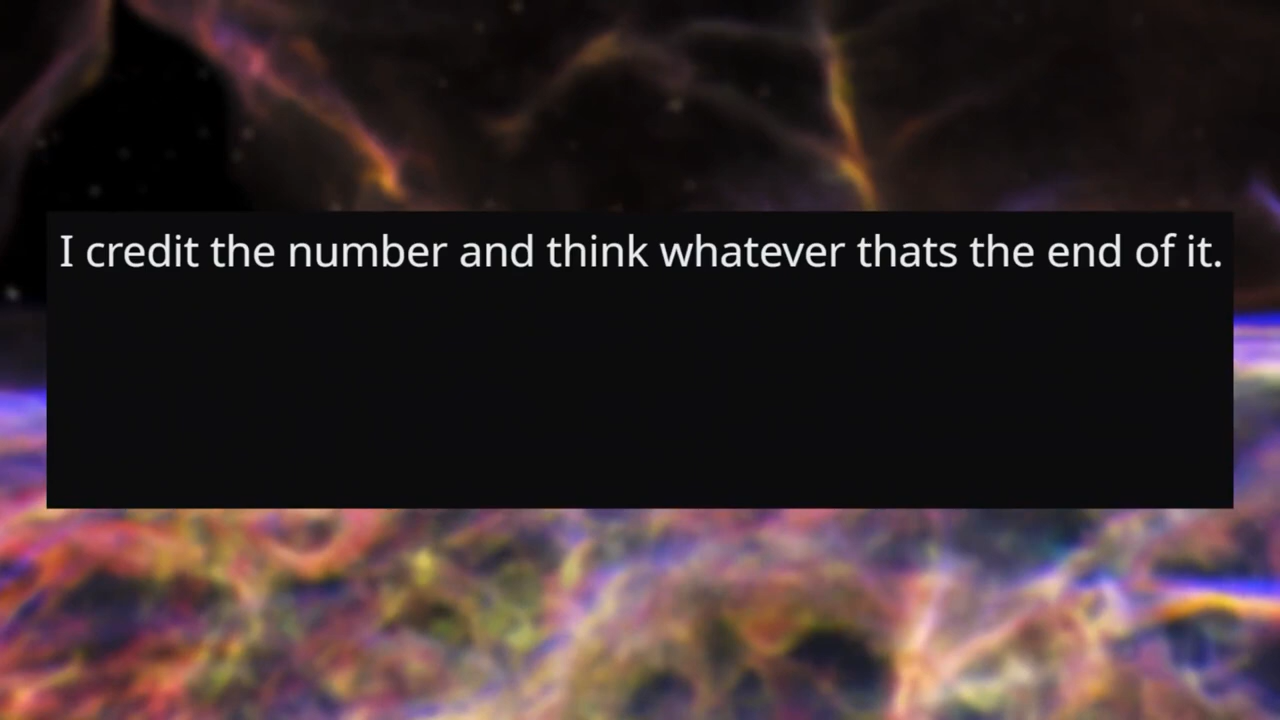 I credit the number and think whatever thats the end of it.